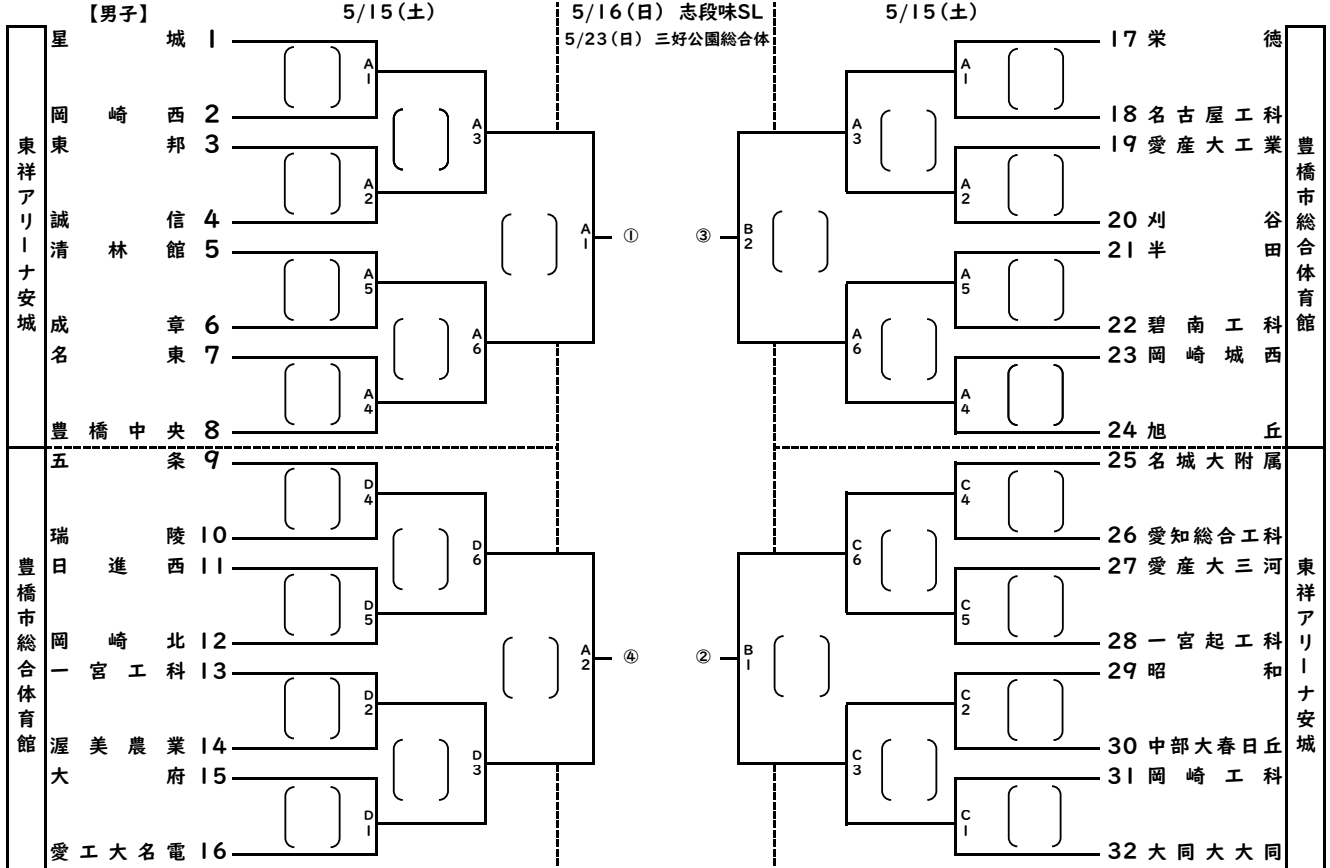 【男子】 5/15(土) 5/16(日) 志段味SL 5/15(土)
5/23(日) 三好公園総合体
東祥アリーナ安城
星城 1
岡崎西 2
東邦 3
誠信 4
清林館 5
成章 6
名東 7
豊橋中央 8
A1
A2
A5
A4
A3
A6
A1
①
豊橋市総合体育館
五条 9
瑞陵 10
日進西 11
岡崎北 12
一宮工科 13
渥美農業 14
大府 15
愛工大名電 16
D4
D5
D2
D1
D6
D3
A2
④
③
B2
A3
A6
A1
A2
A5
A4
17 栄徳
18 名古屋工科
19 愛産大工業
20 刈谷
21 半田
22 碧南工科
23 岡崎城西
24 旭丘
豊橋市総合体育館
②
B1
C6
C3
C4
C5
C2
C1
25 名城大附属
26 愛知総合工科
27 愛産大三河
28 一宮起工科
29 昭和
30 中部大春日丘
31 岡崎工科
32 大同大大同
東祥アリーナ安城